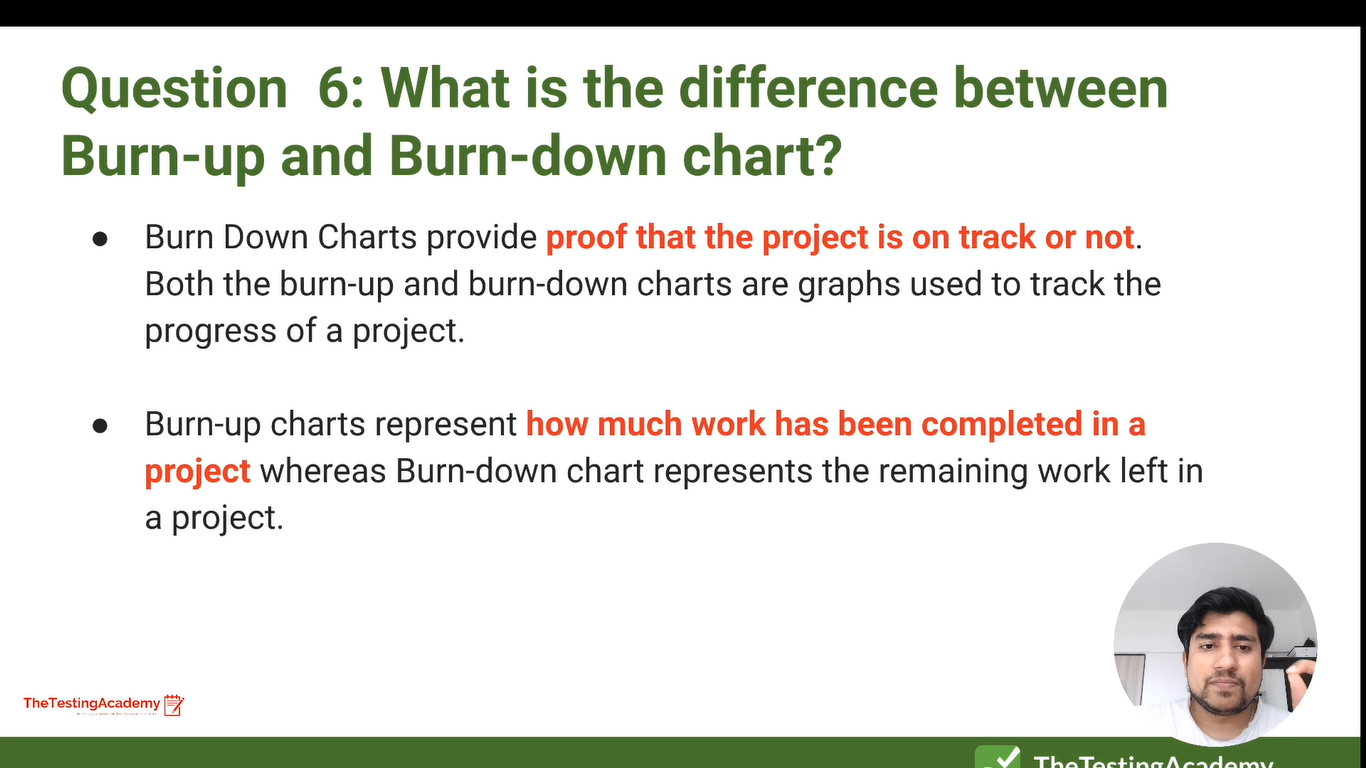 Question 6: What is the difference between
Burn-up and Burn-down chart?
● Burn Down Charts provide proof that the project is on track or not.
Both the burn-up and burn-down charts are graphs used to track the
progress of a project.
● Burn-up charts represent how much work has been completed in a
project whereas Burn-down chart represents the remaining work left in
a project.
TheTestingAcademy
TheTestingAcademy